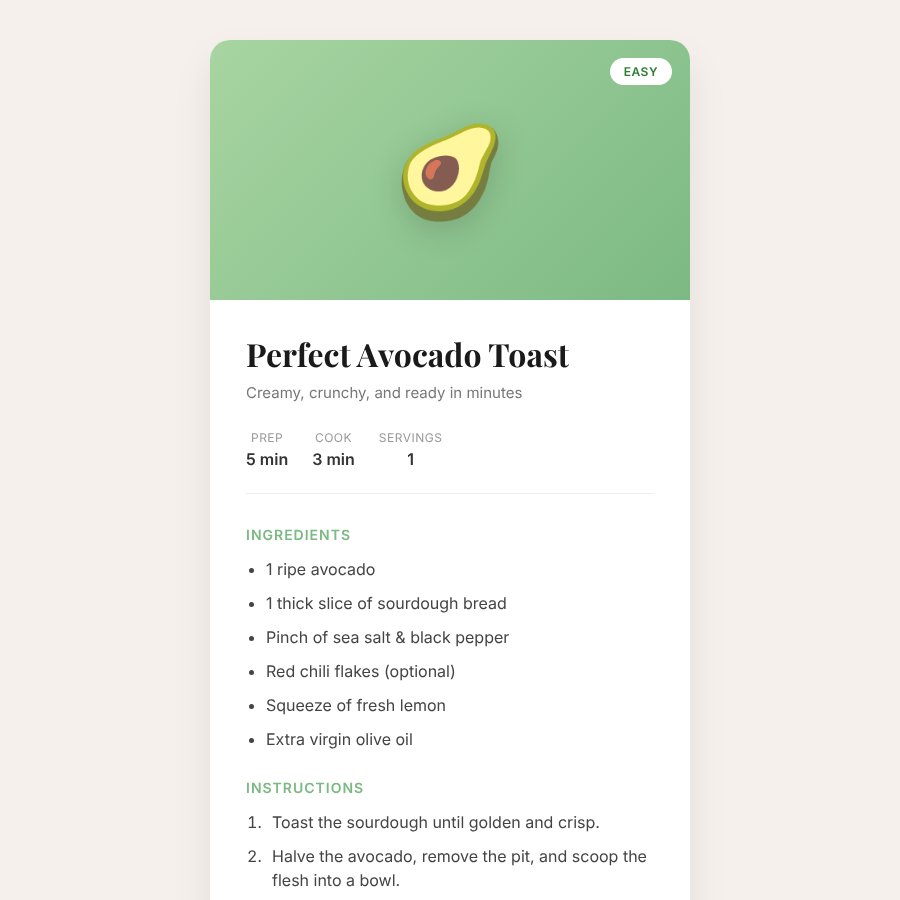 EASY
Perfect Avocado Toast
Creamy, crunchy, and ready in minutes
PREP COOK SERVINGS
5 min 3 min 1
INGREDIENTS
• 1 ripe avocado
• 1 thick slice of sourdough bread
• Pinch of sea salt & black pepper
• Red chili flakes (optional)
• Squeeze of fresh lemon
• Extra virgin olive oil
INSTRUCTIONS
1. Toast the sourdough until golden and crisp.
2. Halve the avocado, remove the pit, and scoop the
flesh into a bowl.